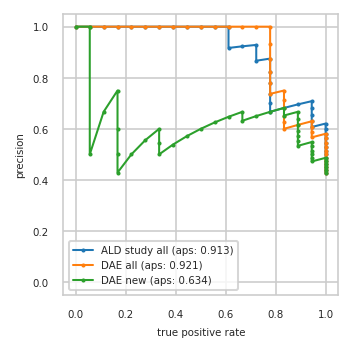 1.0
0.8
0.6
0.4
0.2
0.0
precision
ALD study all (aps: 0.913)
DAE all (aps: 0.921)
DAE new (aps: 0.634)
0.0 0.2 0.4 0.6 0.8 1.0
true positive rate